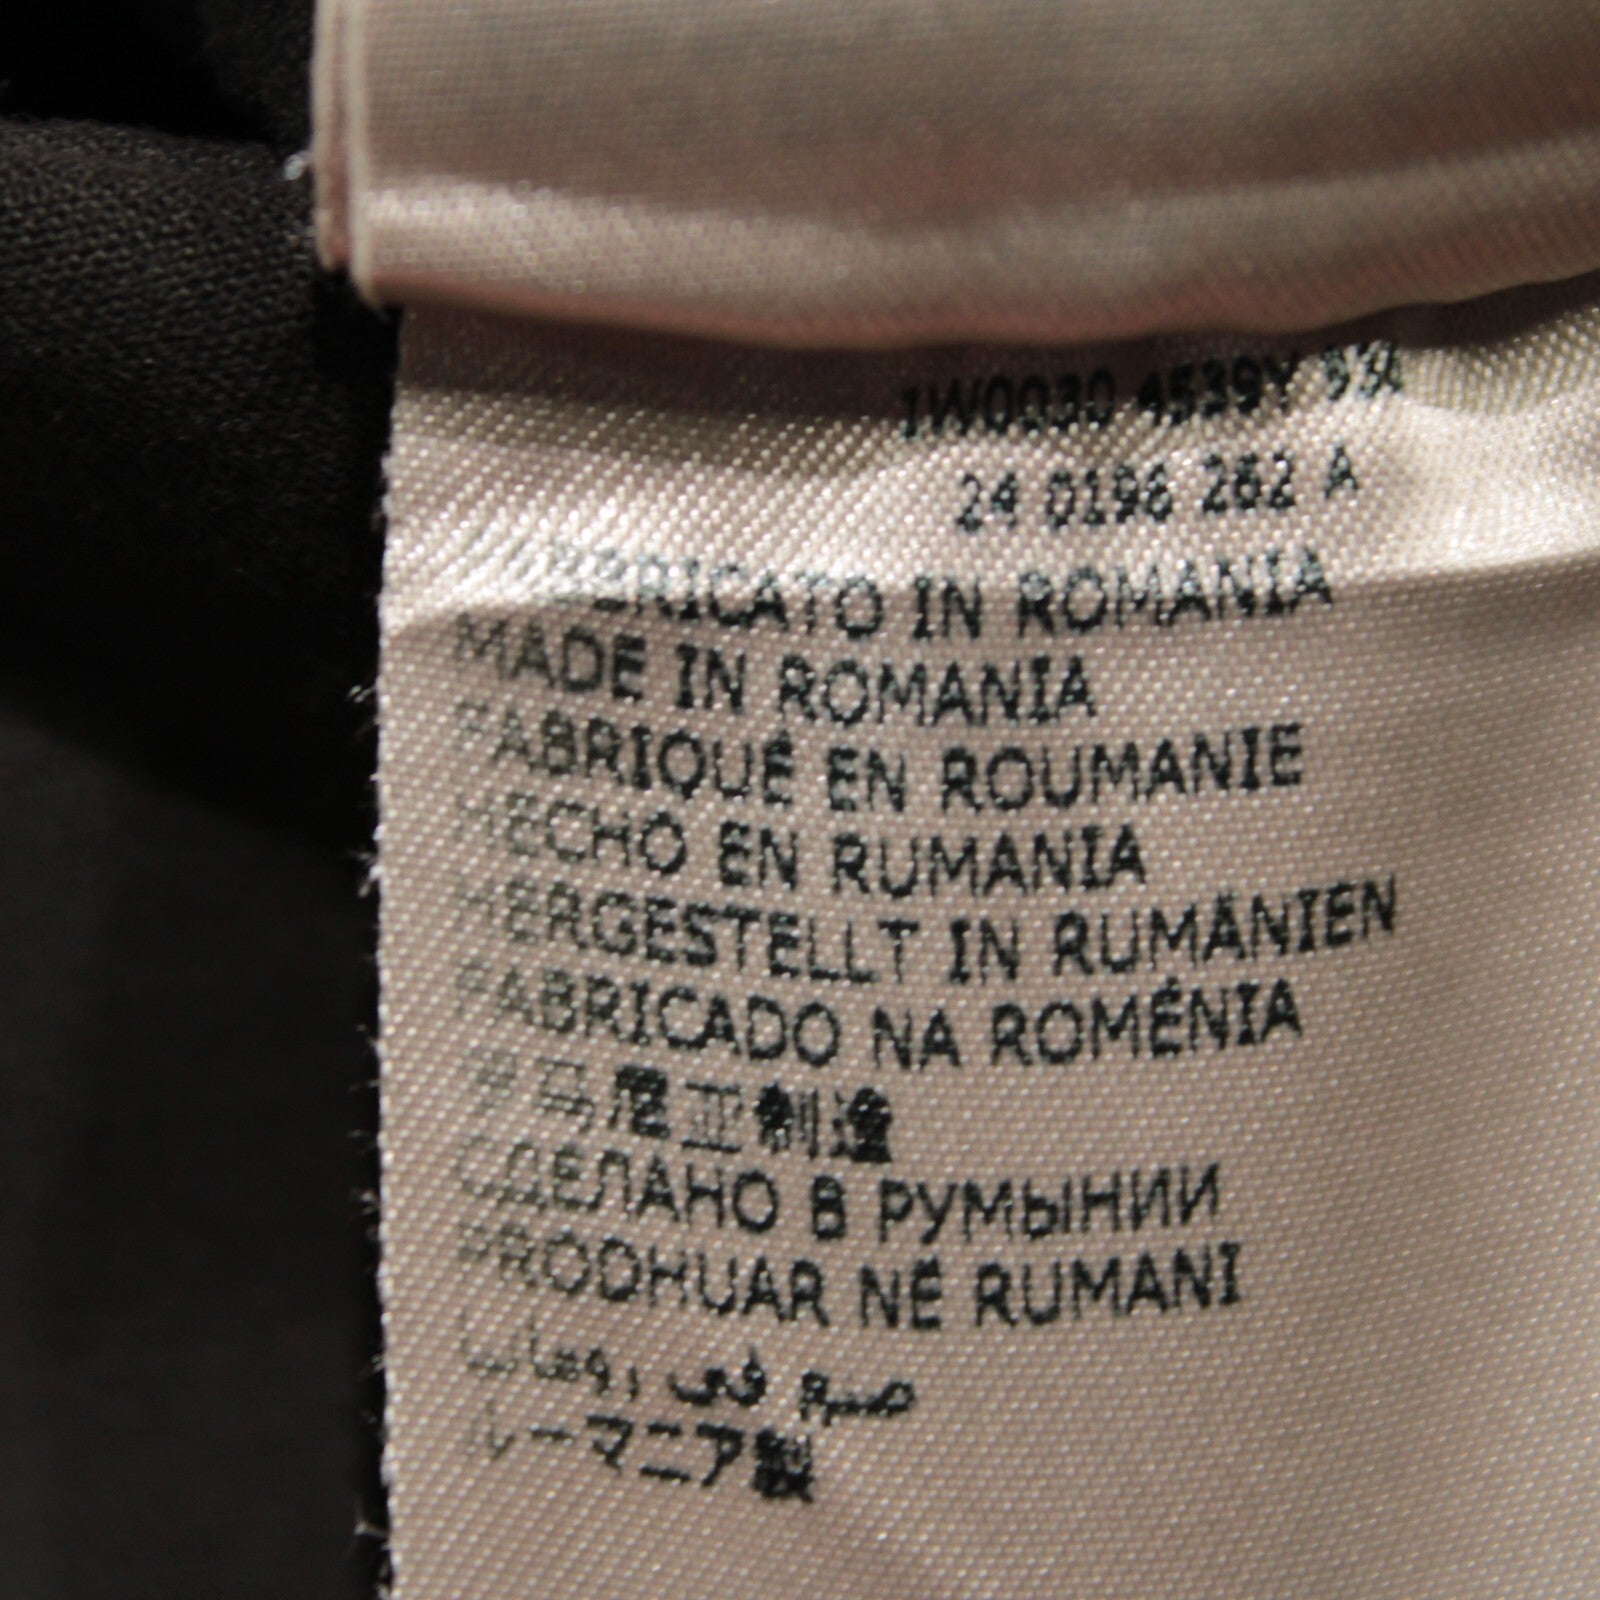 1W0030 4539Y
24 0196 262 A
FABRICATO IN ROMANIA
MADE IN ROMANIA
FABRIQUÉ EN ROUMANIE
HECHO EN RUMANIA
HERGESTELLT IN RUMÄNIEN
FABRICADO NA ROMÉNIA
罗马尼亚制造
СДЕЛАНО В РУМЫНИИ
PRODHUAR NË RUMANI
صنع في رومانيا
ルーマニア製